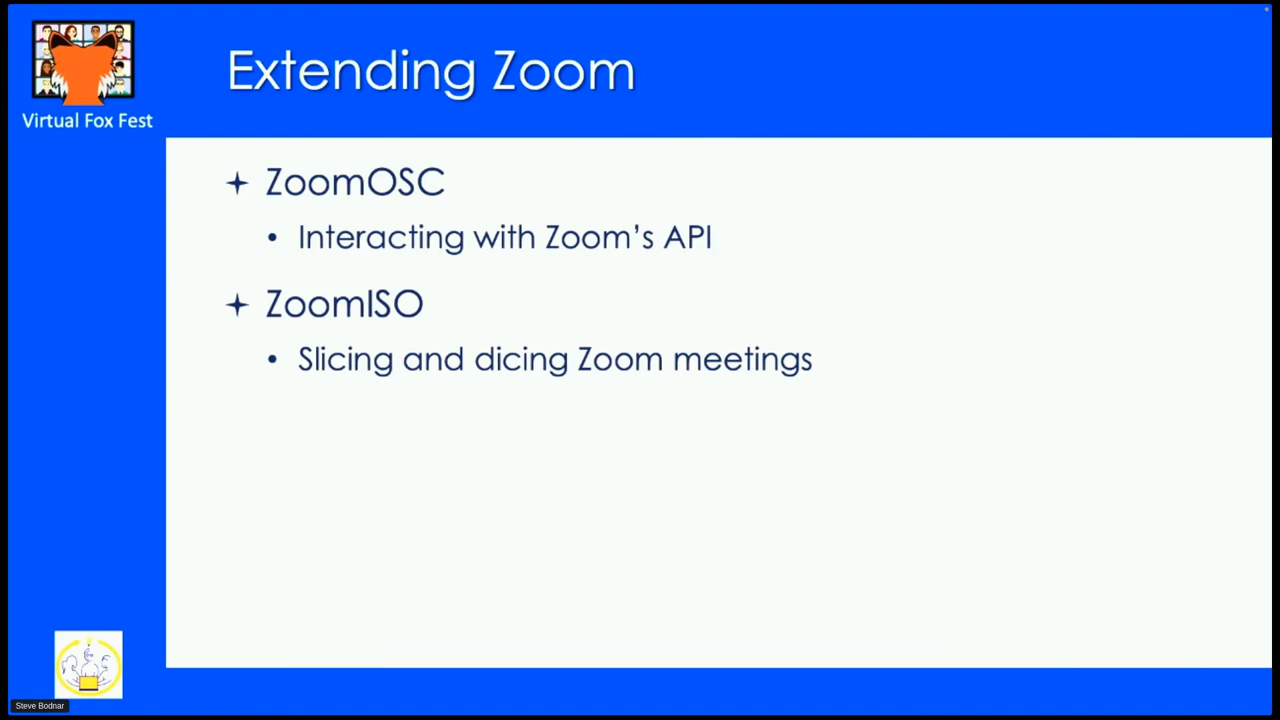 Virtual Fox Fest
Extending Zoom
ZoomOSC
Interacting with Zoom’s API
ZoomISO
Slicing and dicing Zoom meetings
Steve Bodnar